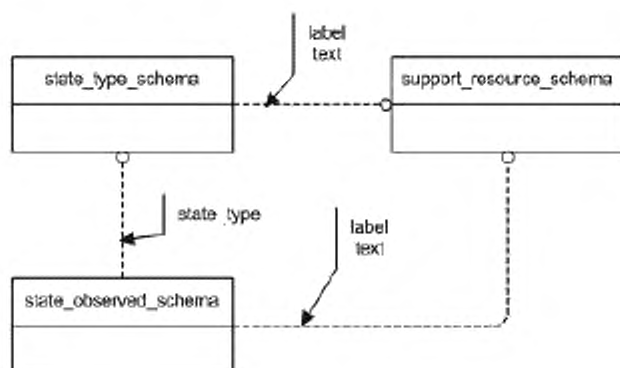 label
text
state_type_schema
support_resource_schema
state_type
label
text
state_observed_schema